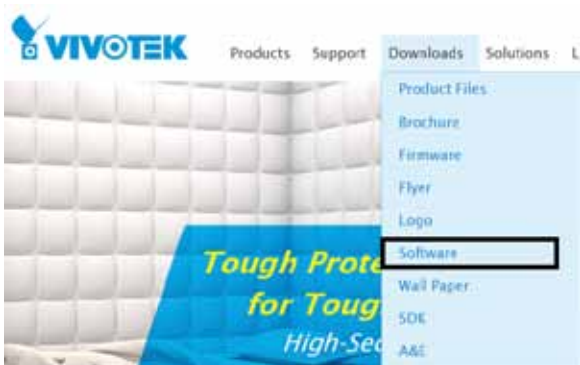 VIVOTEK
Products Support Downloads Solutions L
Product Files
Brochure
Firmware
Flyer
Logo
Software
Wall Paper
SDK
A&E
Tough Prote
for Toug
High-Sec